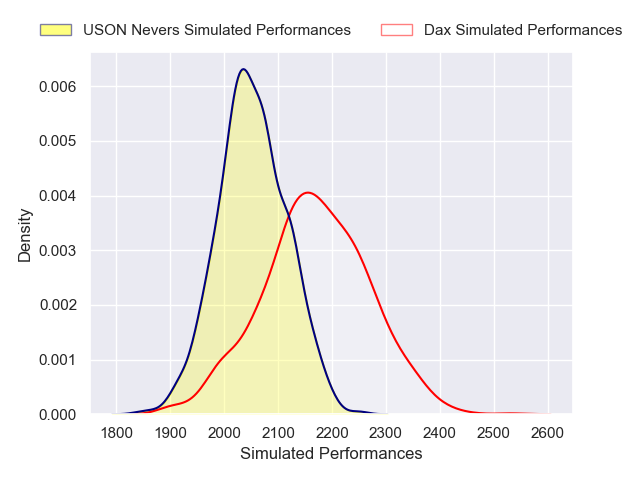 USON Nevers Simulated Performances Dax Simulated Performances
0.006
0.005
0.004
0.003
0.002
0.001
0.000
Density
1800 1900 2000 2100 2200 2300 2400 2500 2600
Simulated Performances